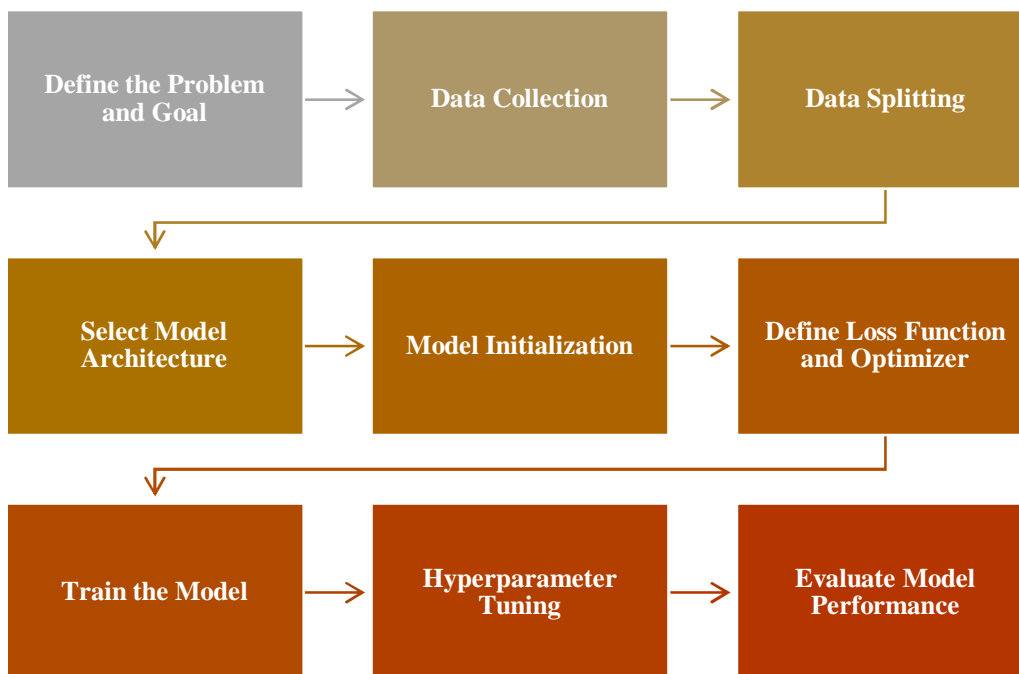 Define the Problem
and Goal
Data Collection
Data Splitting
Select Model
Architecture
Model Initialization
Define Loss Function
and Optimizer
Train the Model
Hyperparameter
Tuning
Evaluate Model
Performance